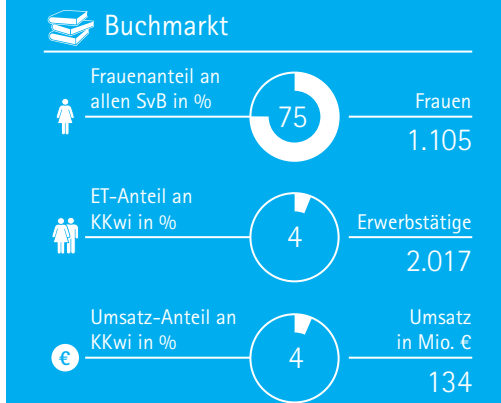 Buchmarkt
Frauenanteil an
allen SvB in %
75
Frauen
1.105
ET-Anteil an
KKwi in %
4
Erwerbstätige
2.017
Umsatz-Anteil an
KKwi in %
€
4
Umsatz
in Mio. €
134